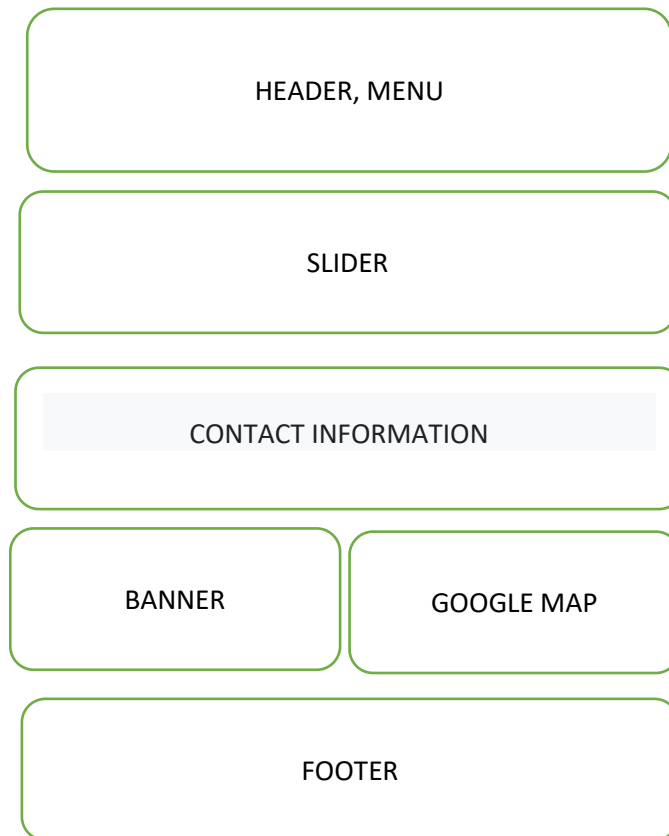 HEADER, MENU
SLIDER
CONTACT INFORMATION
BANNER
GOOGLE MAP
FOOTER